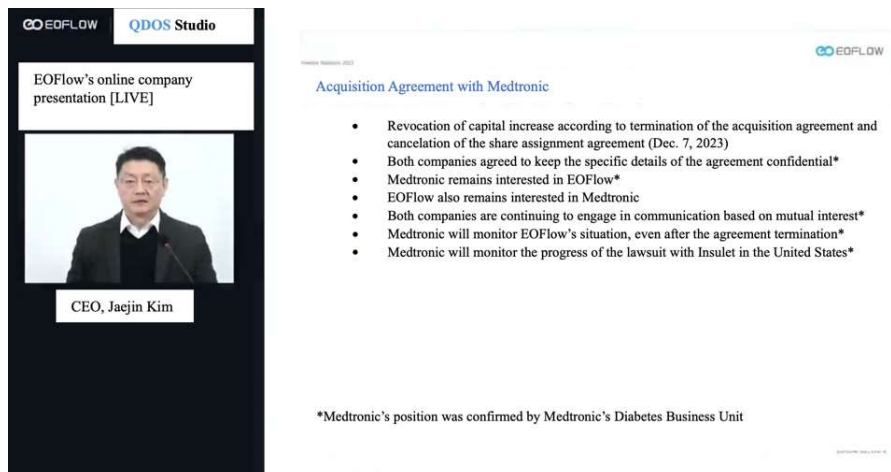 EOFLOW
QDOS Studio
EOFlow’s online company
presentation [LIVE]
CEO, Jaejin Kim
EOFLOW
Acquisition Agreement with Medtronic
• Revocation of capital increase according to termination of the acquisition agreement and
cancelation of the share assignment agreement (Dec. 7, 2023)
• Both companies agreed to keep the specific details of the agreement confidential*
• Medtronic remains interested in EOFlow*
• EOFlow also remains interested in Medtronic
• Both companies are continuing to engage in communication based on mutual interest*
• Medtronic will monitor EOFlow’s situation, even after the agreement termination*
• Medtronic will monitor the progress of the lawsuit with Insulet in the United States*
*Medtronic’s position was confirmed by Medtronic’s Diabetes Business Unit